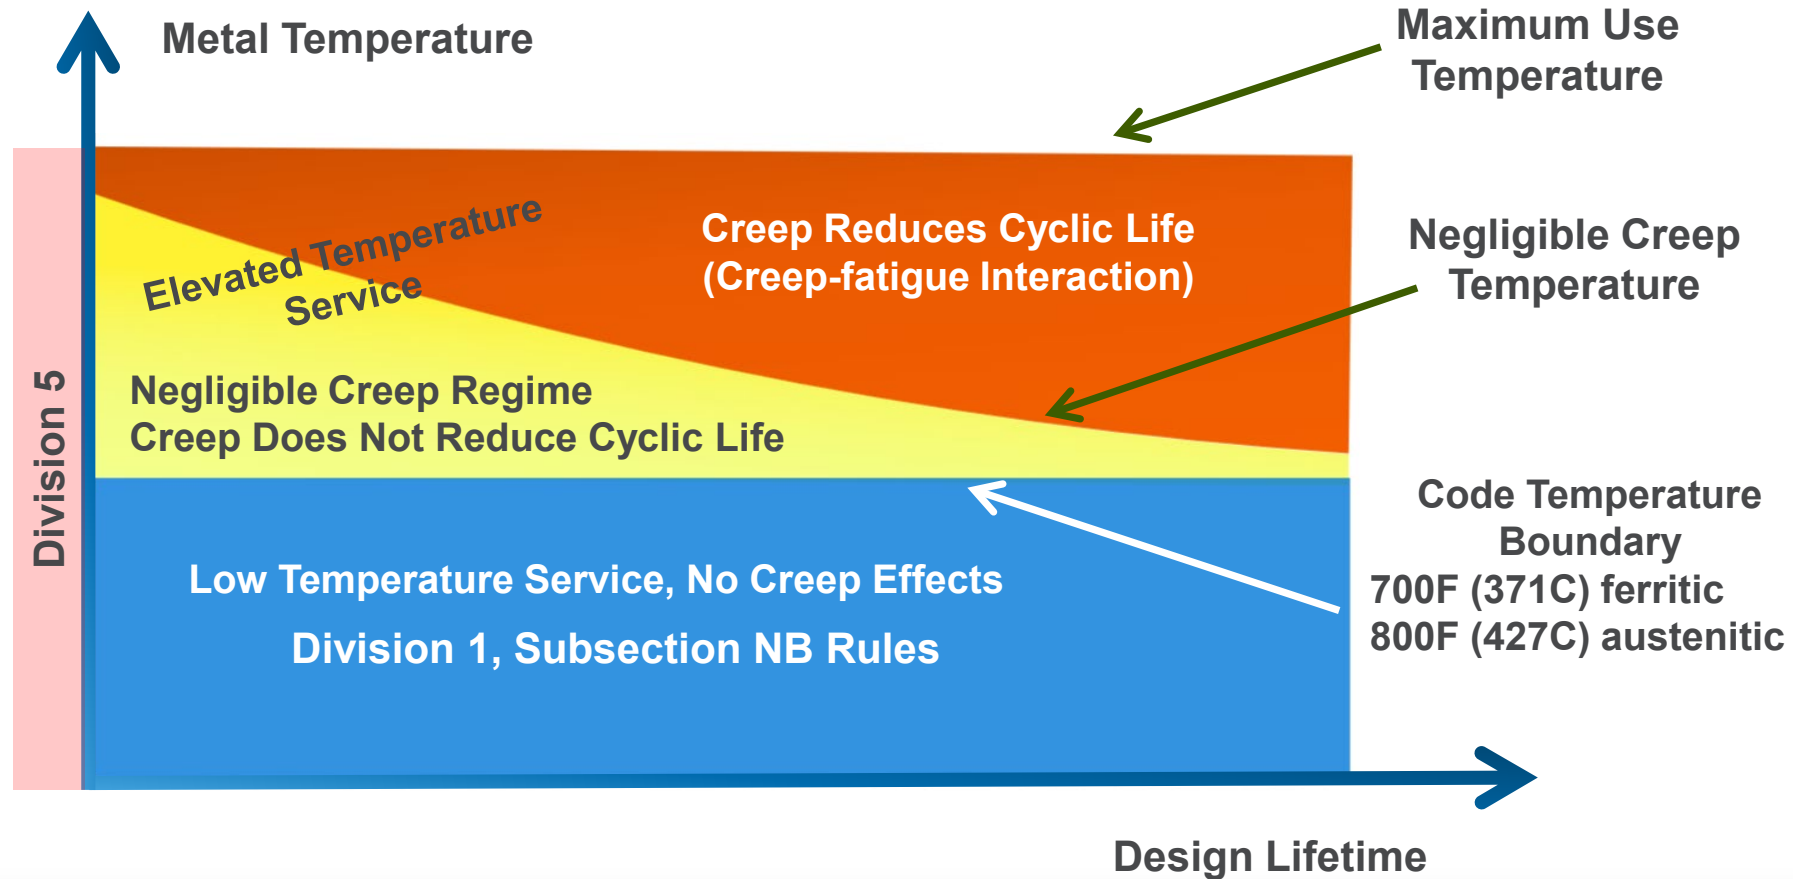 Metal Temperature
Maximum Use
Temperature
Elevated Temperature
Service
Creep Reduces Cyclic Life
(Creep-fatigue Interaction)
Negligible Creep
Temperature
Division 5
Negligible Creep Regime
Creep Does Not Reduce Cyclic Life
Code Temperature
Boundary
700F (371C) ferritic
800F (427C) austenitic
Low Temperature Service, No Creep Effects
Division 1, Subsection NB Rules
Design Lifetime